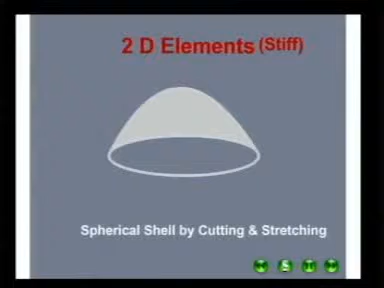 2 D Elements (Stiff)
Spherical Shell by Cutting & Stretching